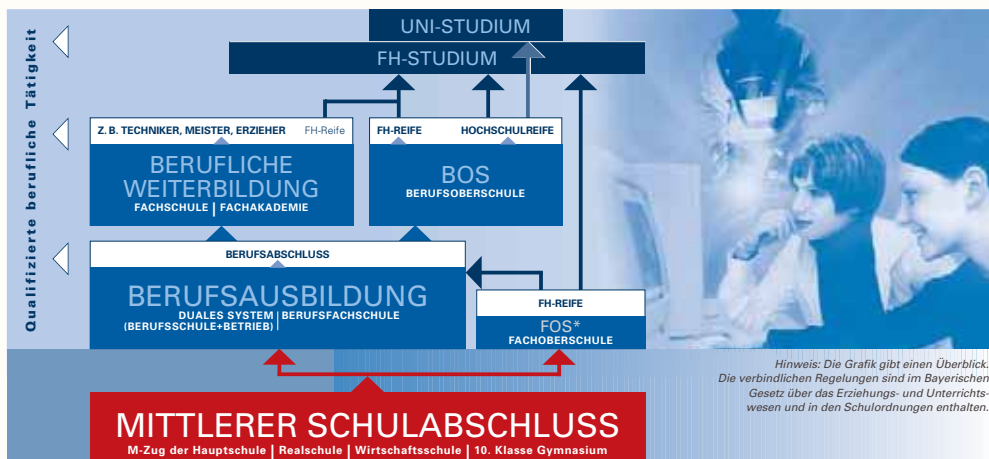 Qualifizierte berufliche Tätigkeit
UNI-STUDIUM
FH-STUDIUM
Z. B. TECHNIKER, MEISTER, ERZIEHER FH-Reife
BERUFLICHE
WEITERBILDUNG
FACHSCHULE | FACHAKADEMIE
FH-REIFE HOCHSCHULREIFE
BOS
BERUFSOBERSCHULE
BERUFSABSCHLUSS
BERUFSAUSBILDUNG
DUALES SYSTEM | BERUFSFACHSCHULE
(BERUFSSCHULE+BETRIEB)
FH-REIFE
FOS*
FACHOBERSCHULE
MITTLERER SCHULABSCHLUSS
M-Zug der Hauptschule | Realschule | Wirtschaftsschule | 10. Klasse Gymnasium
Hinweis: Die Grafik gibt einen Überblick.
Die verbindlichen Regelungen sind im Bayerischen
Gesetz über das Erziehungs- und Unterrichts-
wesen und in den Schulordnungen enthalten.